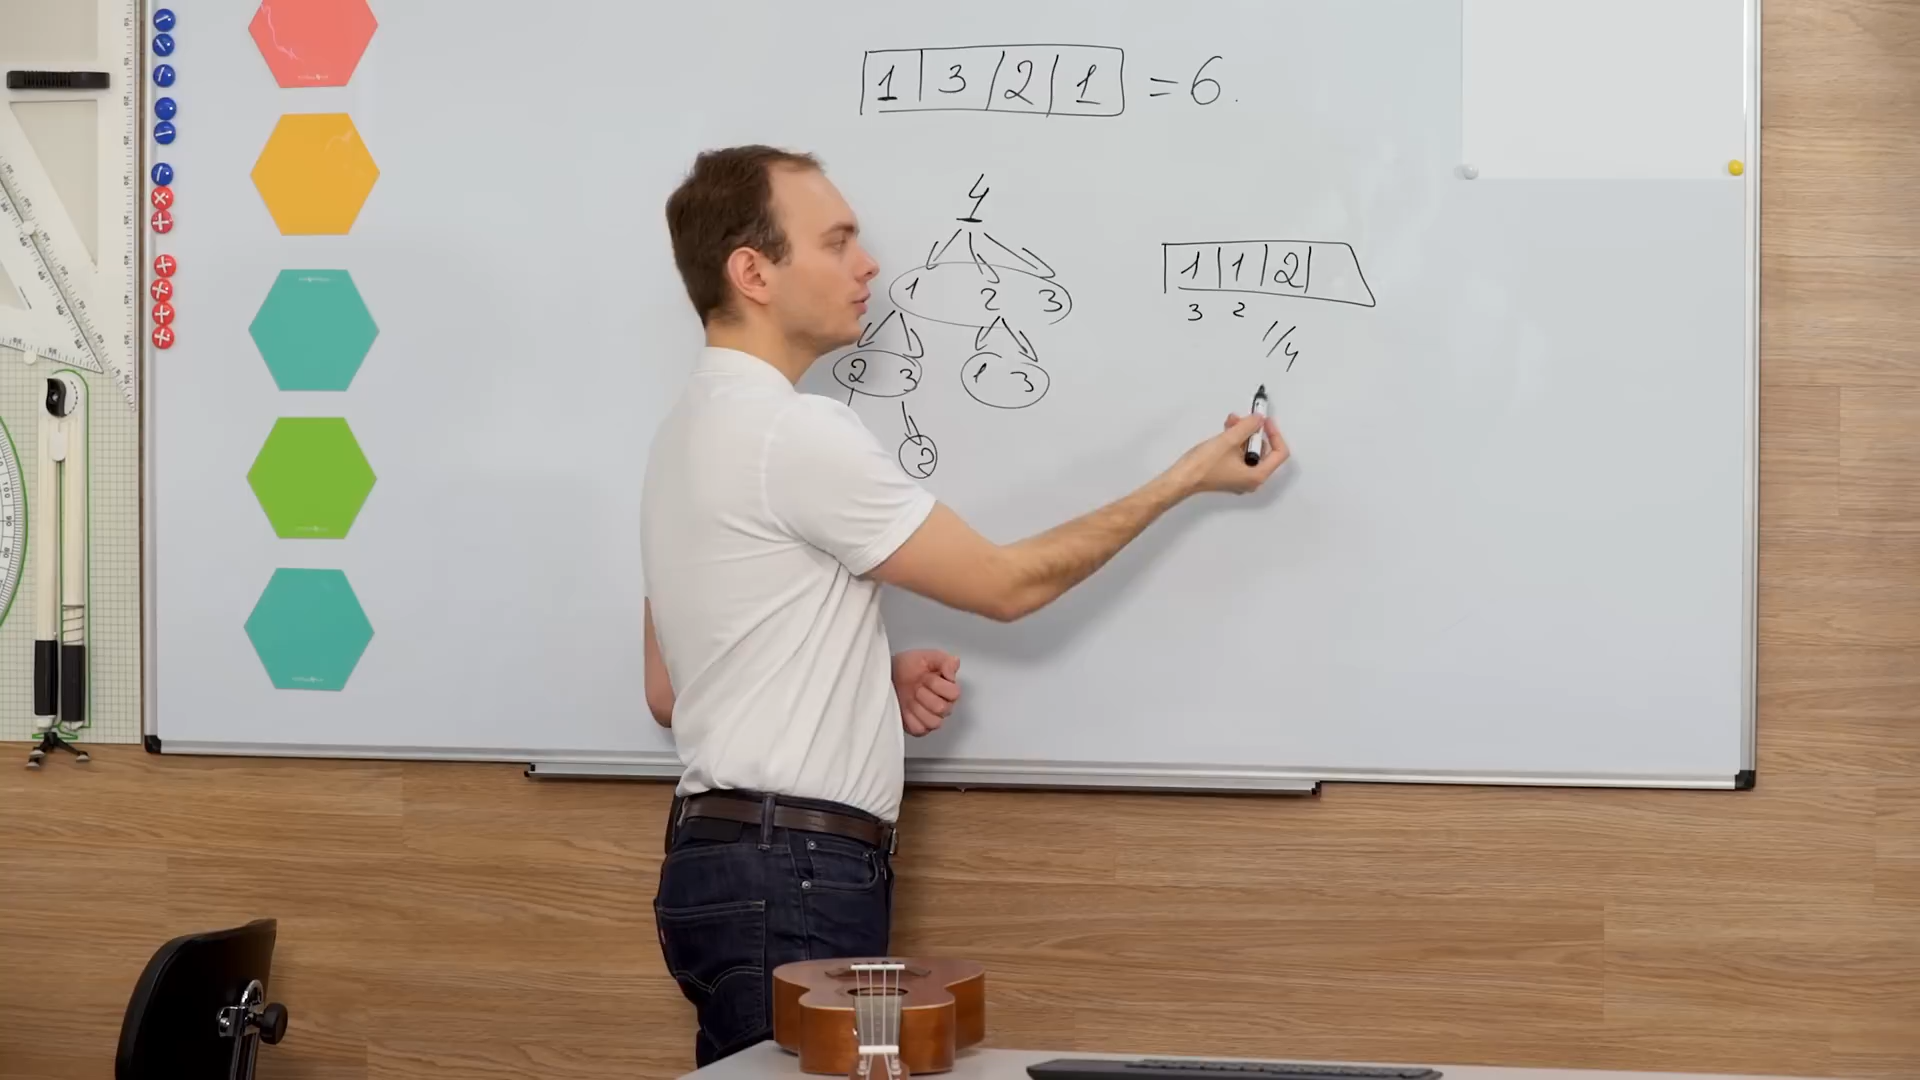 1 3 2 1 = 6.
4
1 2 3
2 3 1 3
2
1 1 2
3 2
1/4